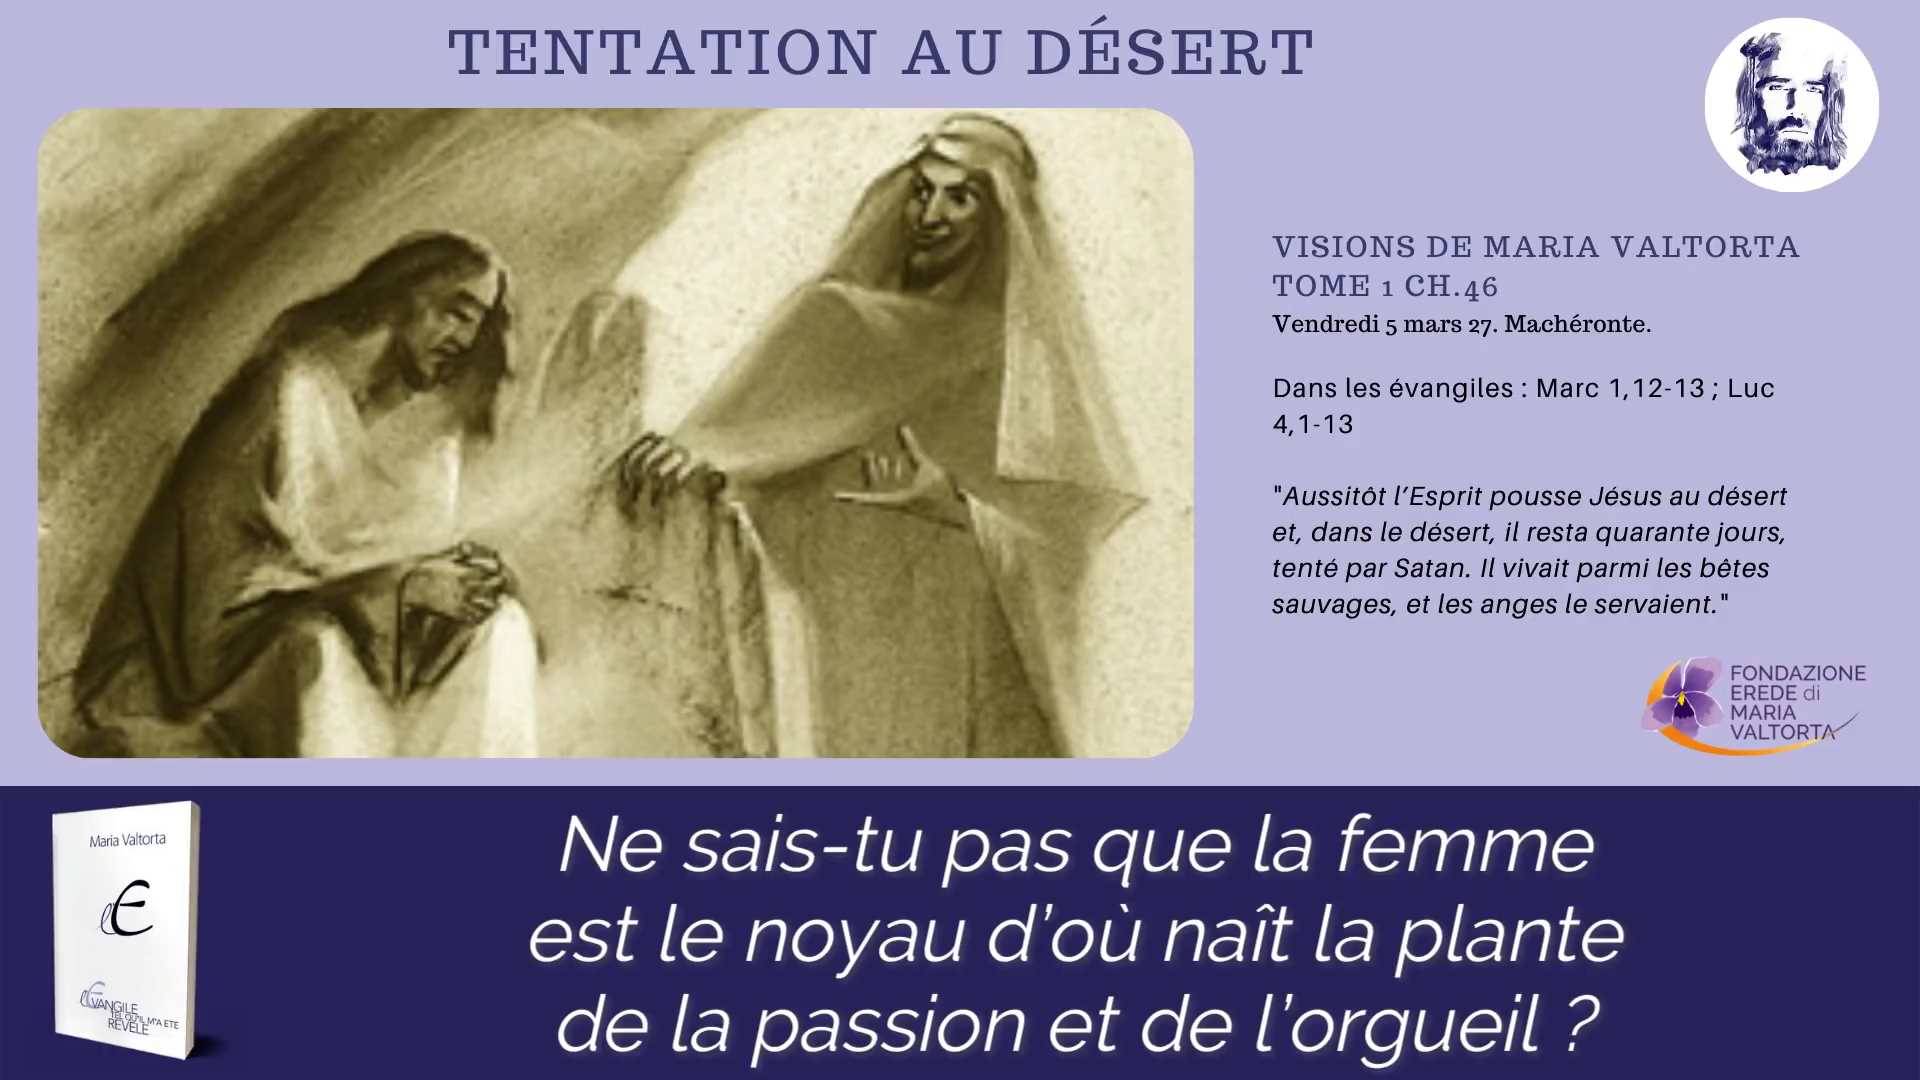 TENTATION AU DÉSERT
VISIONS DE MARIA VALTORTA
TOME 1 CH.46
Vendredi 5 mars 27. Machéronte.
Dans les évangiles : Marc 1,12-13 ; Luc
4,1-13
"Aussitôt l’Esprit pousse Jésus au désert
et, dans le désert, il resta quarante jours,
tenté par Satan. Il vivait parmi les bêtes
sauvages, et les anges le servaient."
FONDAZIONE
EREDE di
MARIA
VALTORTA
Maria Valtorta
l'É
l'ÉVANGILE
TEL QU'IL M'A ETE
REVELE
Ne sais-tu pas que la femme
est le noyau d’où naît la plante
de la passion et de l’orgueil ?